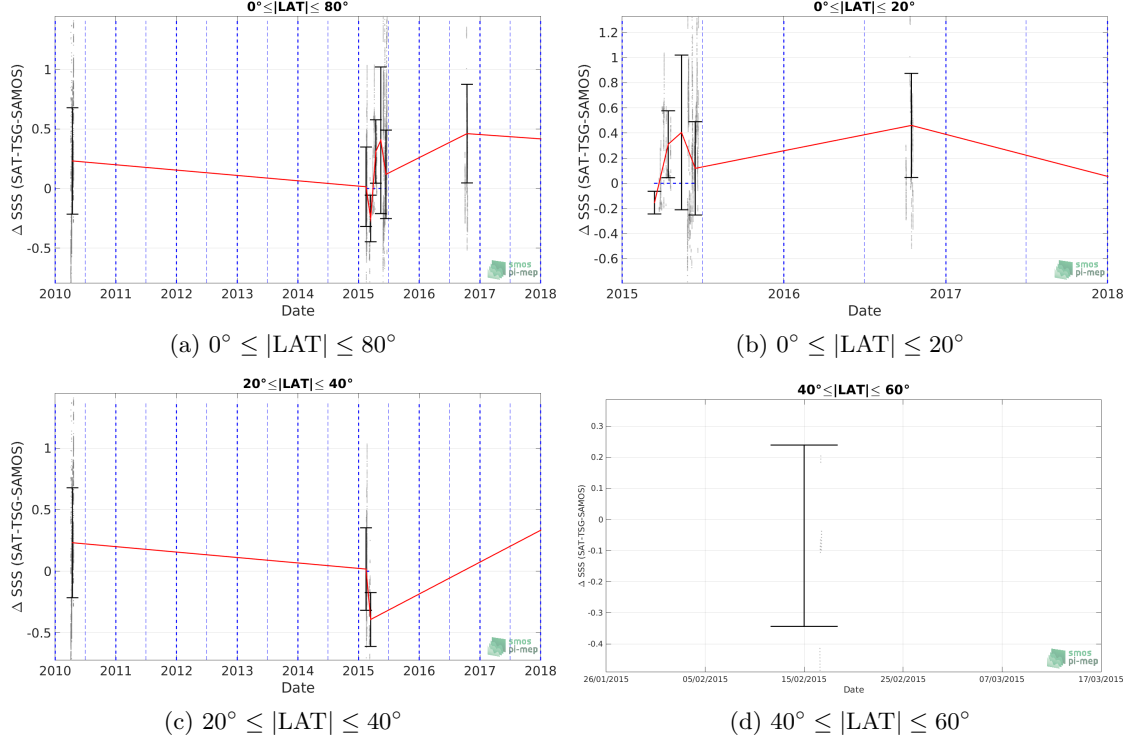 0°≤|LAT|≤ 80°
Δ SSS (SAT-TSG-SAMOS)
1
0.5
0
-0.5
smos
pi-mep
2010 2011 2012 2013 2014 2015 2016 2017 2018
Date
(a) 0° ≤ |LAT| ≤ 80°
0°≤|LAT|≤ 20°
Δ SSS (SAT-TSG-SAMOS)
1.2
1
0.8
0.6
0.4
0.2
0
-0.2
-0.4
-0.6
smos
pi-mep
2015 2016 2017 2018
Date
(b) 0° ≤ |LAT| ≤ 20°
20°≤|LAT|≤ 40°
Δ SSS (SAT-TSG-SAMOS)
1
0.5
0
-0.5
smos
pi-mep
2010 2011 2012 2013 2014 2015 2016 2017 2018
Date
(c) 20° ≤ |LAT| ≤ 40°
40°≤|LAT|≤ 60°
Δ SSS (SAT-TSG-SAMOS)
0.3
0.2
0.1
0
-0.1
-0.2
-0.3
-0.4
smos
pi-mep
26/01/2015 05/02/2015 15/02/2015 25/02/2015 07/03/2015 17/03/2015
Date
(d) 40° ≤ |LAT| ≤ 60°